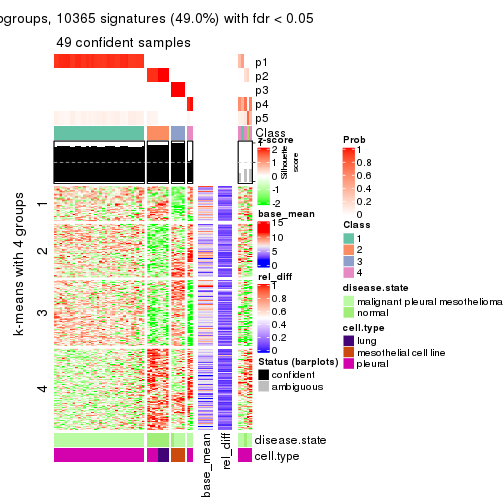 ogroups, 10365 signatures (49.0%) with fdr < 0.05
49 confident samples
p1
p2
p3
p4
p5
Class
1
2
3
4
k-means with 4 groups
disease.state
cell.type
base_mean
rel_diff
z-score
2
1
0
-1
-2
Silhouette
score
base_mean
15
10
5
0
rel_diff
1
0.8
0.6
0.4
0.2
0
Status (barplots)
confident
ambiguous
Prob
1
0.8
0.6
0.4
0.2
0
Class
1
2
3
4
disease.state
malignant pleural mesothelioma
normal
cell.type
lung
mesothelial cell line
pleural